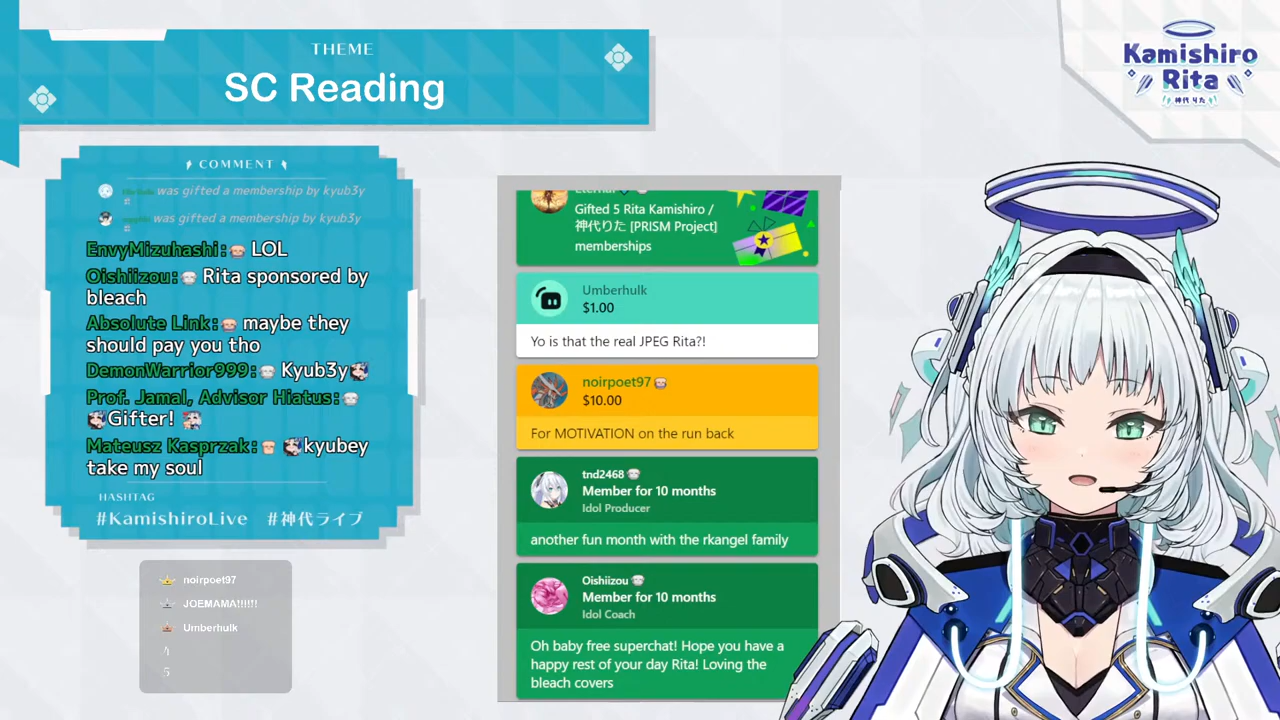 THEME
SC Reading
Kamishiro
Rita
神代りた
COMMENT
was gifted a membership by kyub3y
was gifted a membership by kyub3y
EnvyMizuhashi: LOL
Oishiizou: Rita sponsored by
bleach
Absolute Link: maybe they
should pay you tho
DemonWarrior999: Kyub3y
Prof. Jamal, Advisor Hiatus:
Gifter!
Mateusz Kasprzak: kyubey
take my soul
HASHTAG
#KamishiroLive #神代ライブ
noirpoet97
JOEMAMA!!!!!!
Umberhulk
4
5
Gifted 5 Rita Kamishiro /
神代りた [PRISM Project]
memberships
Umberhulk
$1.00
Yo is that the real JPEG Rita?!
noirpoet97
$10.00
For MOTIVATION on the run back
tnd2468
Member for 10 months
Idol Producer
another fun month with the rkangel family
Oishiizou
Member for 10 months
Idol Coach
Oh baby free superchat! Hope you have a
happy rest of your day Rita! Loving the
bleach covers